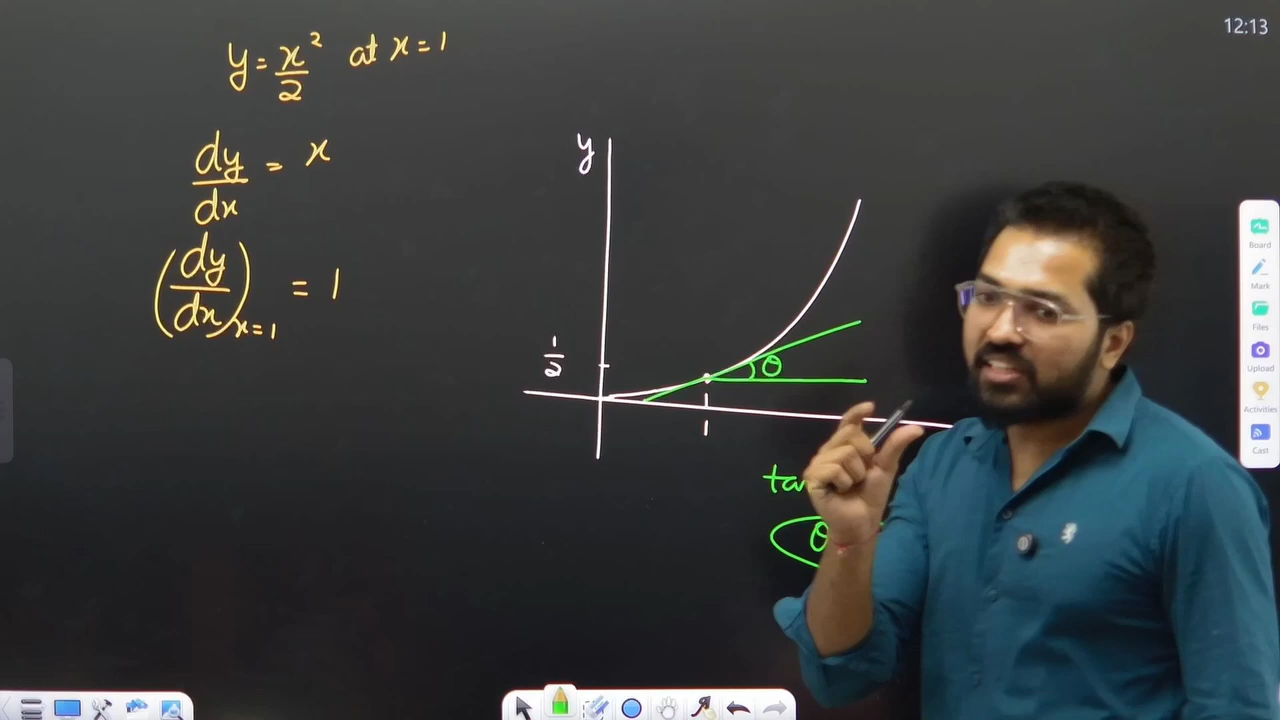 12:13
y = x²/2 at x = 1
dy/dx = x
(dy/dx)x=1 = 1
y
1/2
θ
1
θ
Board
Mark
Files
Upload
Activities
Cast